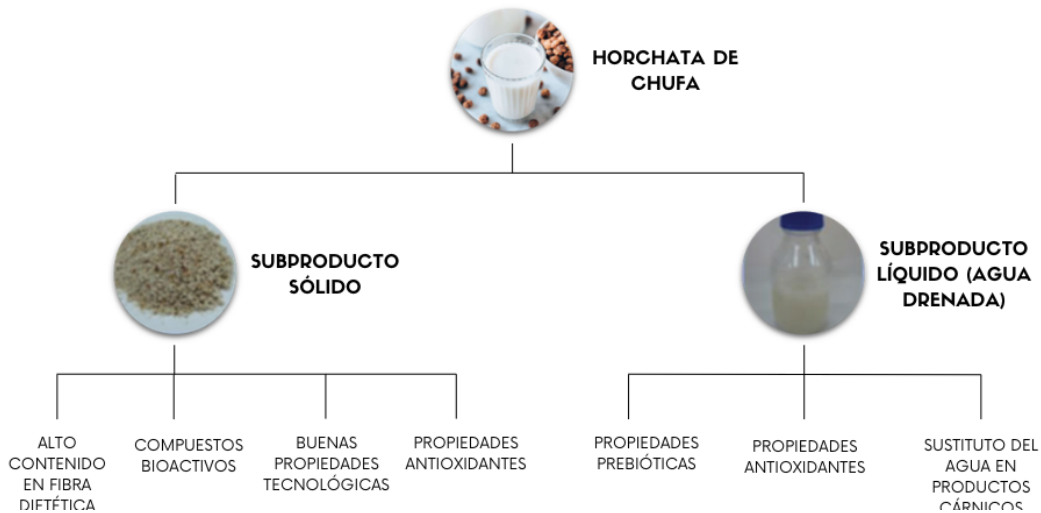 HORCHATA DE
CHUFA
SUBPRODUCTO
SÓLIDO
SUBPRODUCTO
LÍQUIDO (AGUA
DRENADA)
ALTO
CONTENIDO
EN FIBRA
DIETÉTICA
COMPUESTOS
BIOACTIVOS
BUENAS
PROPIEDADES
TECNOLÓGICAS
PROPIEDADES
ANTIOXIDANTES
PROPIEDADES
PREBIÓTICAS
PROPIEDADES
ANTIOXIDANTES
SUSTITUTO DEL
AGUA EN
PRODUCTOS
CÁRNICOS